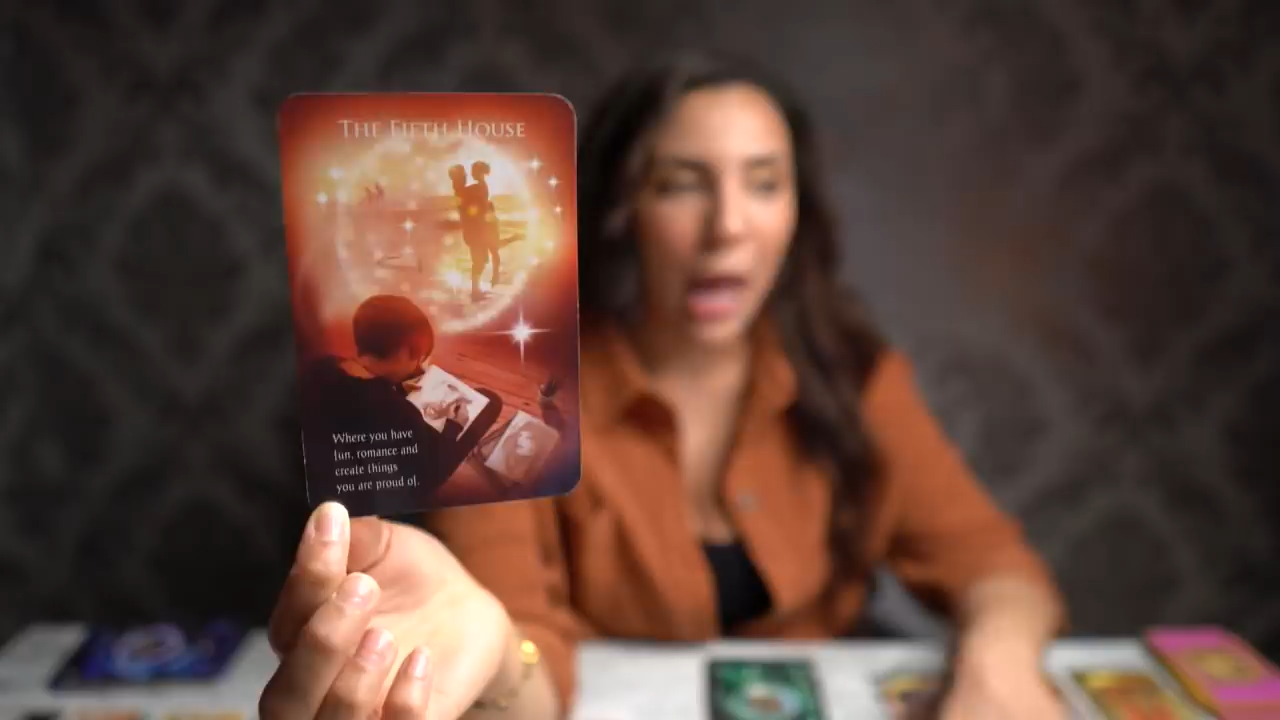 THE FIFTH HOUSE
Where you have
fun, romance and
create things
you are proud of.